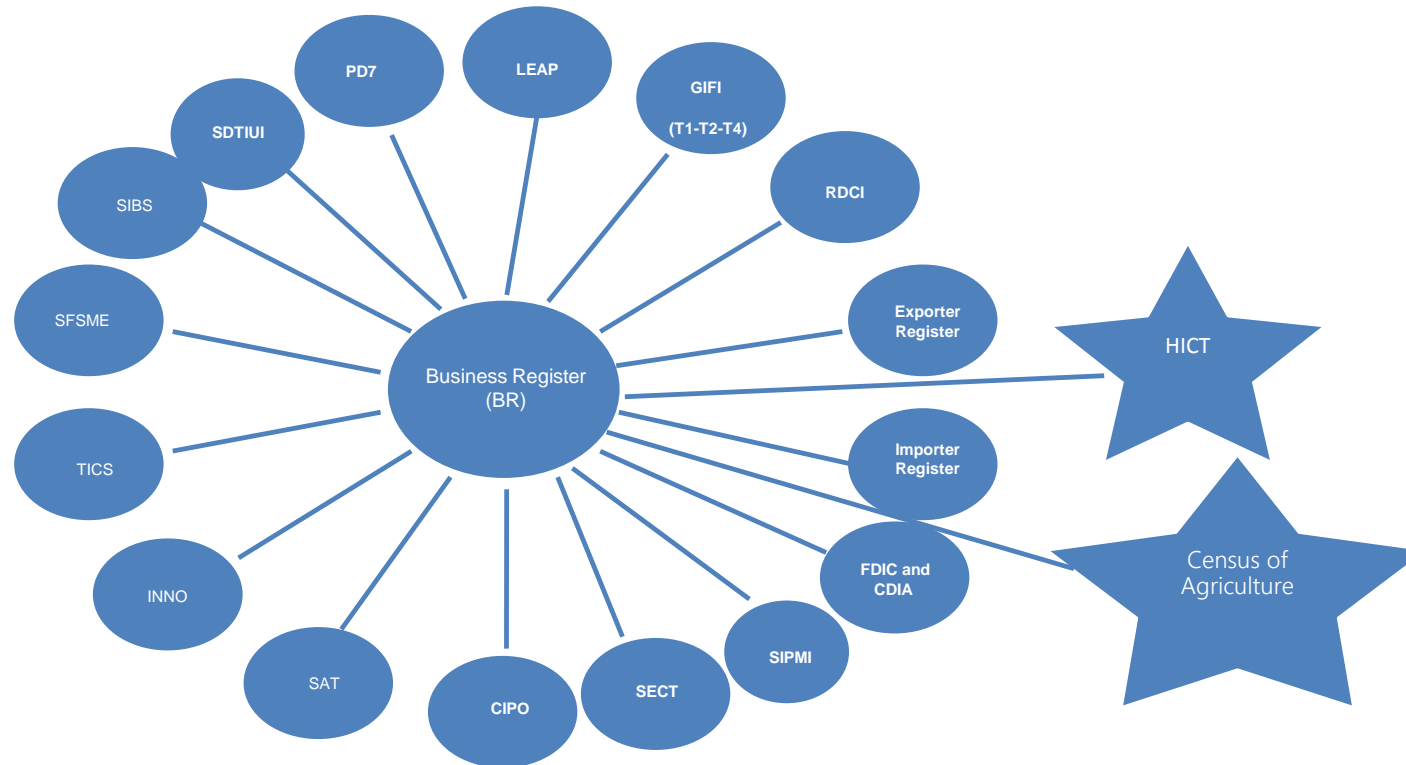 LEAP
PD7
GIFI
(T1-T2-T4)
SDTIUI
RDCI
SIBS
Exporter
Register
SFSME
HICT
Business Register
(BR)
Importer
Register
TICS
Census of
Agriculture
FDIC and
CDIA
INNO
SIPMI
SAT
SECT
CIPO